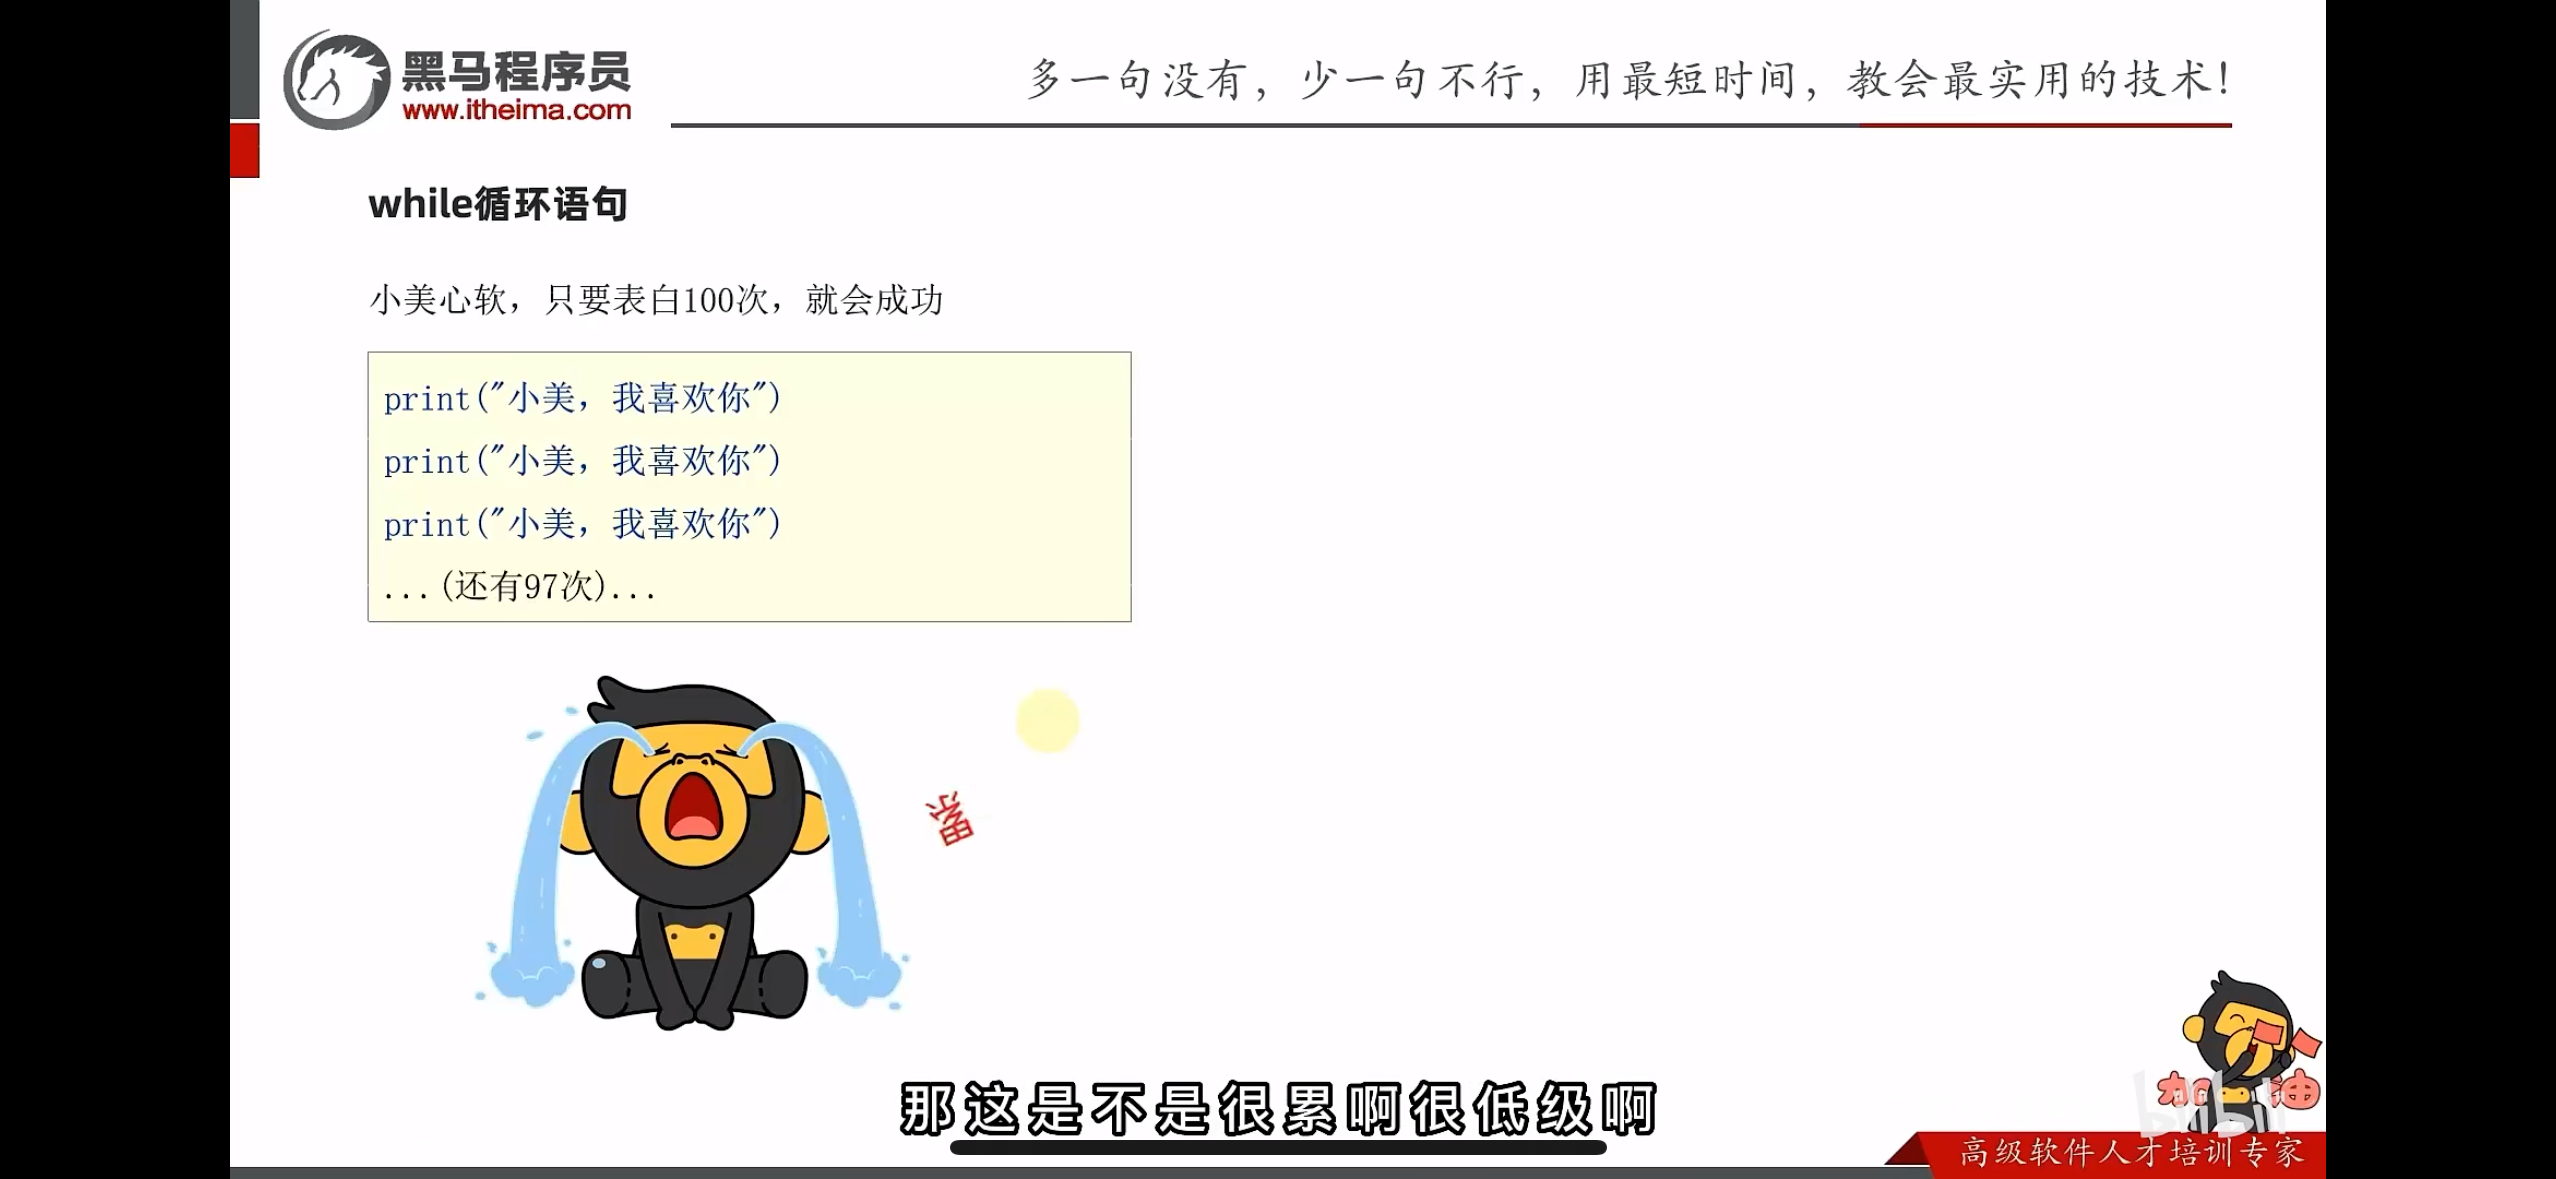 黑马程序员
www.itheima.com
多一句没有，少一句不行，用最短时间，教会最实用的技术！
while循环语句
小美心软，只要表白100次，就会成功
print("小美，我喜欢你")
print("小美，我喜欢你")
print("小美，我喜欢你")
...(还有97次)...
累
那这是不是很累啊很低级啊
加油
bilibili
高级软件人才培训专家